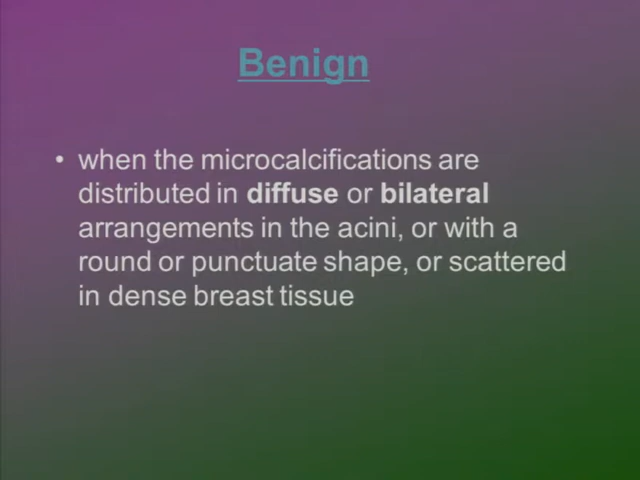 Benign
• when the microcalcifications are
distributed in diffuse or bilateral
arrangements in the acini, or with a
round or punctuate shape, or scattered
in dense breast tissue